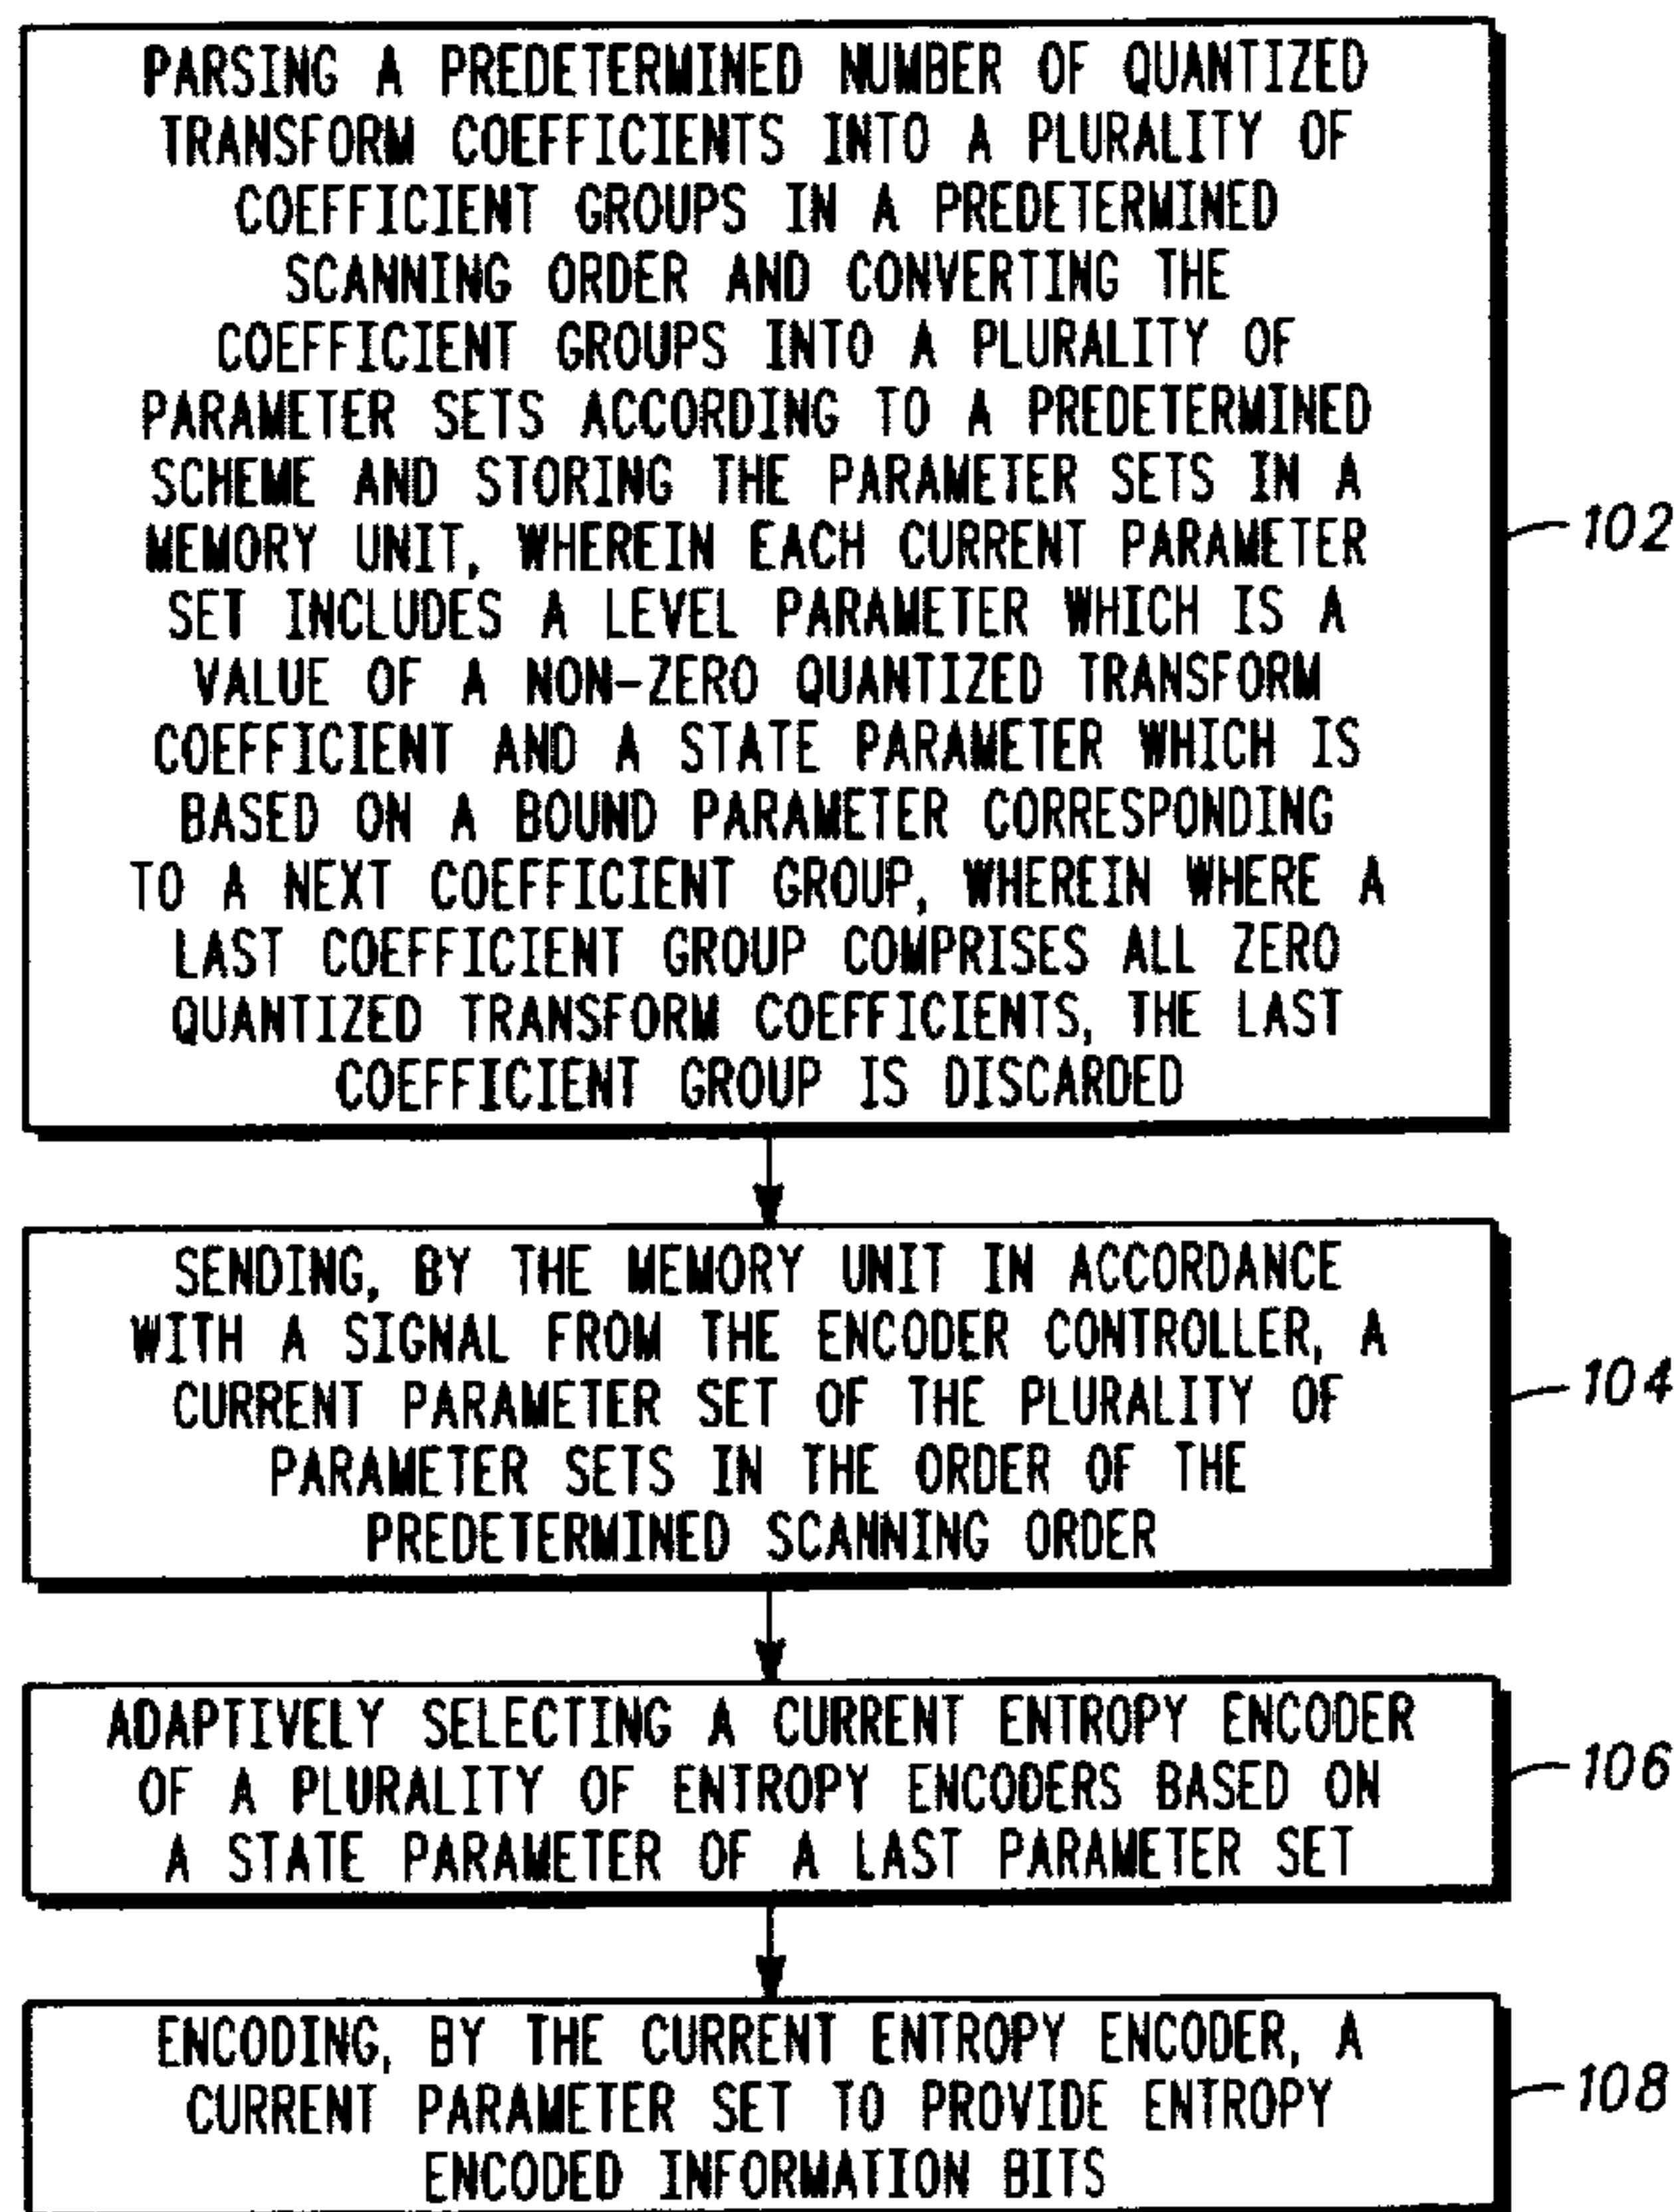 PARSING A PREDETERMINED NUMBER OF QUANTIZED
TRANSFORM COEFFICIENTS INTO A PLURALITY OF
COEFFICIENT GROUPS IN A PREDETERMINED
SCANNING ORDER AND CONVERTING THE
COEFFICIENT GROUPS INTO A PLURALITY OF
PARAMETER SETS ACCORDING TO A PREDETERMINED
SCHEME AND STORING THE PARAMETER SETS IN A
MEMORY UNIT, WHEREIN EACH CURRENT PARAMETER
SET INCLUDES A LEVEL PARAMETER WHICH IS A
VALUE OF A NON-ZERO QUANTIZED TRANSFORM
COEFFICIENT AND A STATE PARAMETER WHICH IS
BASED ON A BOUND PARAMETER CORRESPONDING
TO A NEXT COEFFICIENT GROUP, WHEREIN WHERE A
LAST COEFFICIENT GROUP COMPRISES ALL ZERO
QUANTIZED TRANSFORM COEFFICIENTS, THE LAST
COEFFICIENT GROUP IS DISCARDED
102
SENDING, BY THE MEMORY UNIT IN ACCORDANCE
WITH A SIGNAL FROM THE ENCODER CONTROLLER, A
CURRENT PARAMETER SET OF THE PLURALITY OF
PARAMETER SETS IN THE ORDER OF THE
PREDETERMINED SCANNING ORDER
104
ADAPTIVELY SELECTING A CURRENT ENTROPY ENCODER
OF A PLURALITY OF ENTROPY ENCODERS BASED ON
A STATE PARAMETER OF A LAST PARAMETER SET
106
ENCODING, BY THE CURRENT ENTROPY ENCODER, A
CURRENT PARAMETER SET TO PROVIDE ENTROPY
ENCODED INFORMATION BITS
108